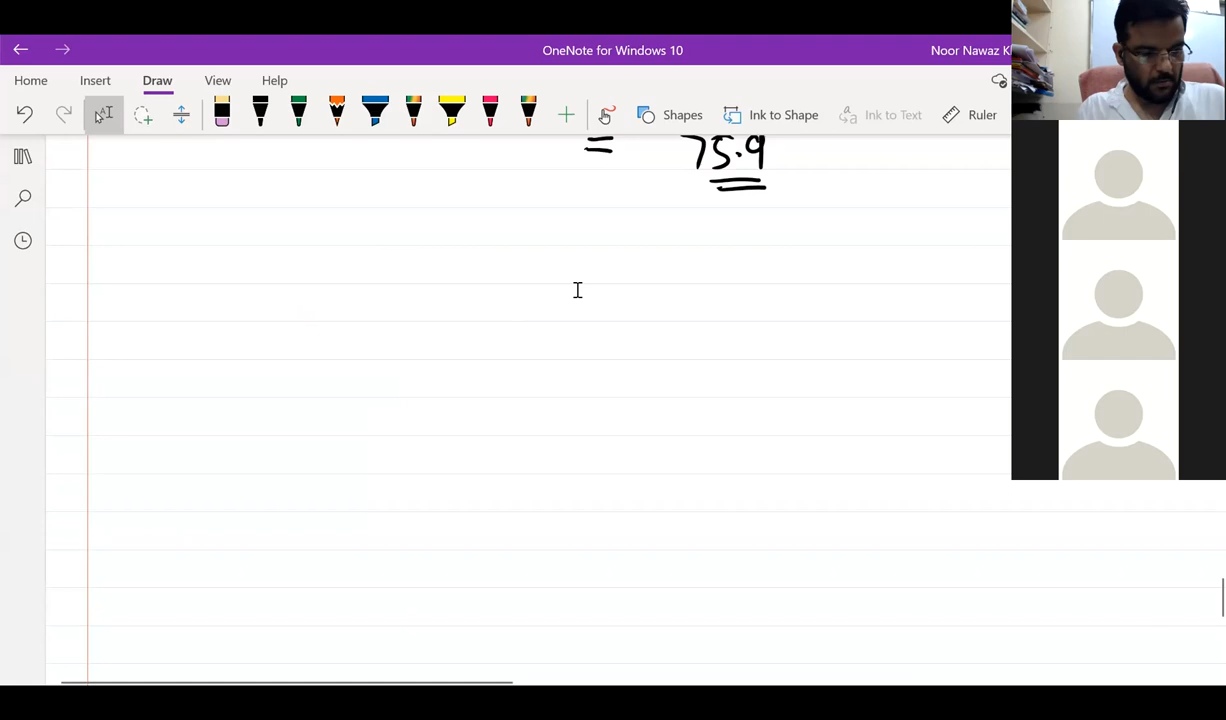 OneNote for Windows 10
Noor Nawaz K
Home Insert Draw View Help
Shapes Ink to Shape Ink to Text Ruler
= 75.9